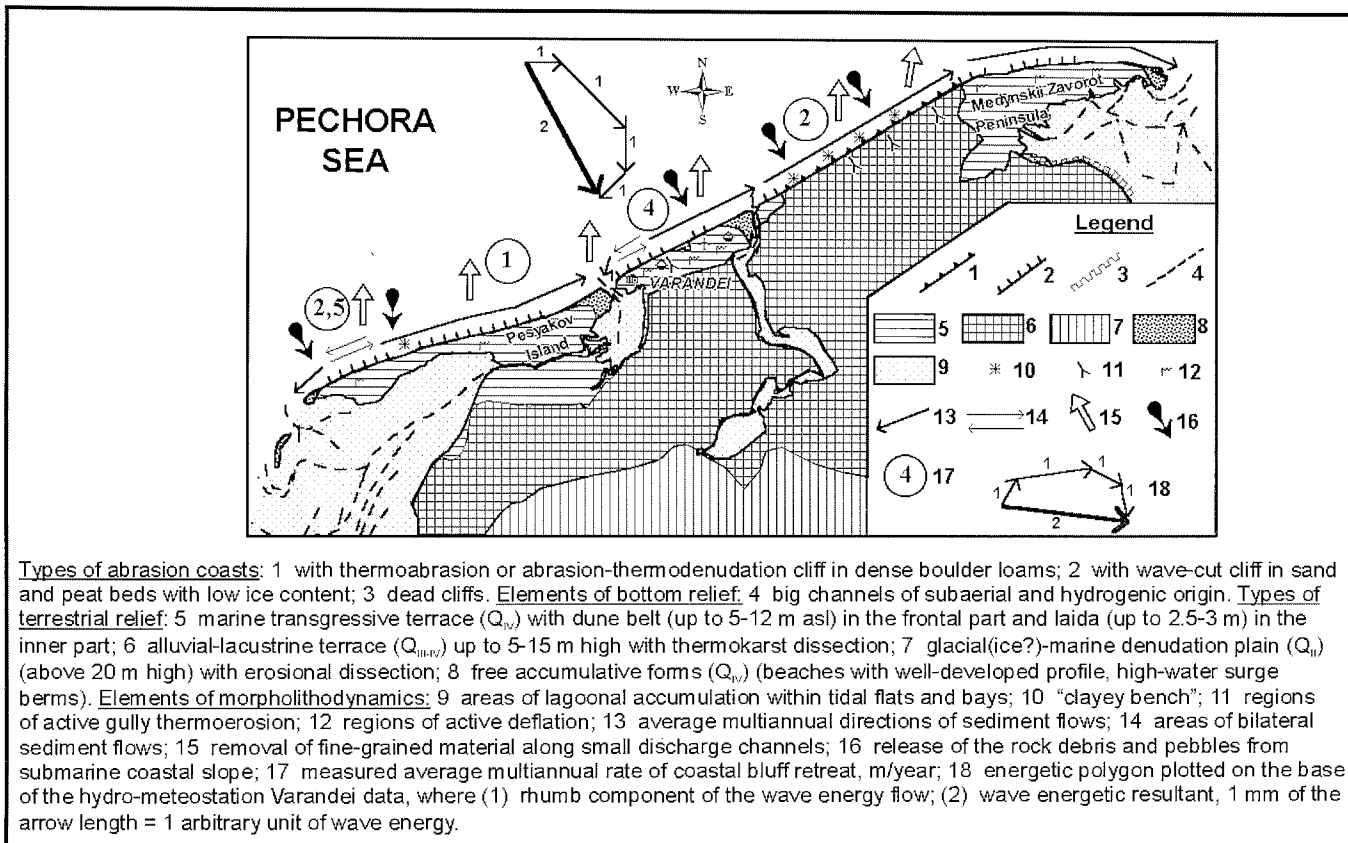 PECHORA
SEA
1
1
2
1
1
N
W E
S
2
4
1
2,5
Medynskii Zavorot
Peninsula
VARANDEI
Pesyakov
Island
Legend
1 2 3 4
5 6 7 8
9 10 11 12
13 14 15 16
4 17 1 1 1 1 2 18
Types of abrasion coasts: 1 with thermoabrasion or abrasion-thermodenudation cliff in dense boulder loams; 2 with wave-cut cliff in sand
and peat beds with low ice content; 3 dead cliffs. Elements of bottom relief: 4 big channels of subaerial and hydrogenic origin. Types of
terrestrial relief: 5 marine transgressive terrace (Q_IV) with dune belt (up to 5-12 m asl) in the frontal part and laida (up to 2.5-3 m) in the
inner part; 6 alluvial-lacustrine terrace (Q_III-IV) up to 5-15 m high with thermokarst dissection; 7 glacial(ice?)-marine denudation plain (Q_II)
(above 20 m high) with erosional dissection; 8 free accumulative forms (Q_IV) (beaches with well-developed profile, high-water surge
berms). Elements of morpholithodynamics: 9 areas of lagoonal accumulation within tidal flats and bays; 10 “clayey bench”; 11 regions
of active gully thermoerosion; 12 regions of active deflation; 13 average multiannual directions of sediment flows; 14 areas of bilateral
sediment flows; 15 removal of fine-grained material along small discharge channels; 16 release of the rock debris and pebbles from
submarine coastal slope; 17 measured average multiannual rate of coastal bluff retreat, m/year; 18 energetic polygon plotted on the base
of the hydro-meteostation Varandei data, where (1) rhumb component of the wave energy flow; (2) wave energetic resultant, 1 mm of the
arrow length = 1 arbitrary unit of wave energy.